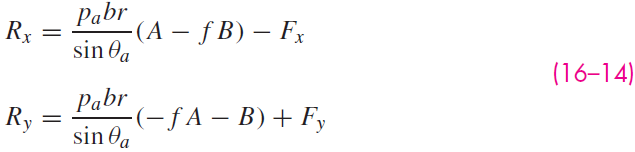 R_x = \frac{p_a b r}{\sin \theta_a} (A − f B) − F_x
(16–14)
R_y = \frac{p_a b r}{\sin \theta_a} (−f A − B) + F_y